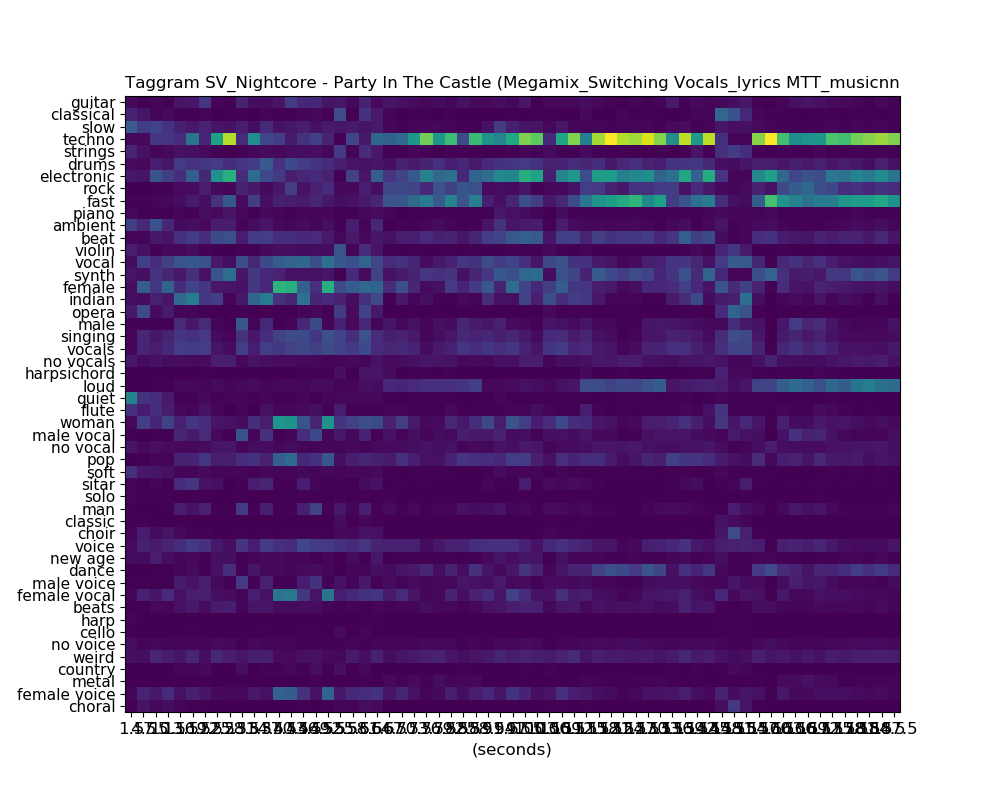 Taggram SV_Nightcore - Party In The Castle (Megamix_Switching Vocals_lyrics MTT_musicnn
guitar
classical
slow
techno
strings
drums
electronic
rock
fast
piano
ambient
beat
violin
vocal
synth
female
indian
opera
male
singing
vocals
no vocals
harpsichord
loud
quiet
flute
woman
male vocal
no vocal
pop
soft
sitar
solo
man
classic
choir
voice
new age
dance
male voice
female vocal
beats
harp
cello
no voice
weird
country
metal
female voice
choral
(seconds)